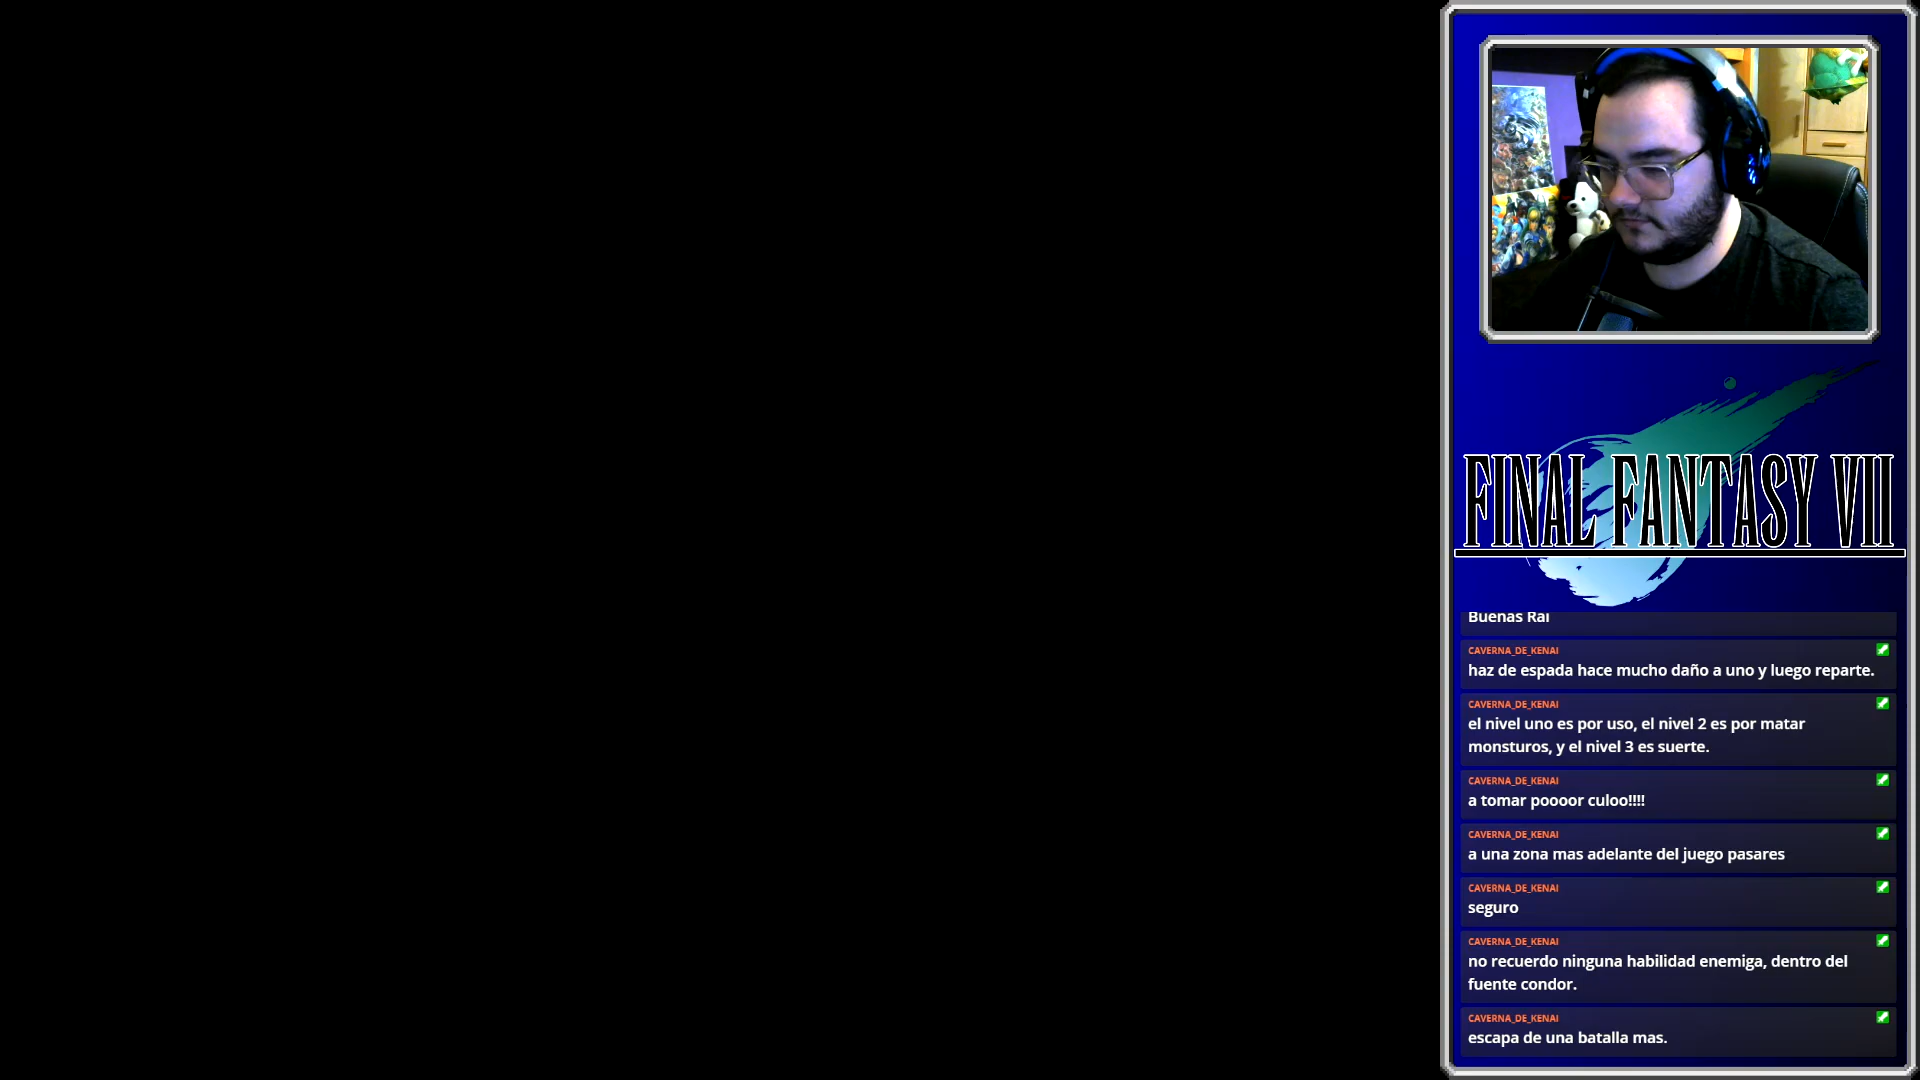 FINAL FANTASY VII
Buenas Rai
CAVERNA_DE_KENAI
haz de espada hace mucho daño a uno y luego reparte.
CAVERNA_DE_KENAI
el nivel uno es por uso, el nivel 2 es por matar
monsturos, y el nivel 3 es suerte.
CAVERNA_DE_KENAI
a tomar poooor culoo!!!!
CAVERNA_DE_KENAI
a una zona mas adelante del juego pasares
CAVERNA_DE_KENAI
seguro
CAVERNA_DE_KENAI
no recuerdo ninguna habilidad enemiga, dentro del
fuente condor.
CAVERNA_DE_KENAI
escapa de una batalla mas.